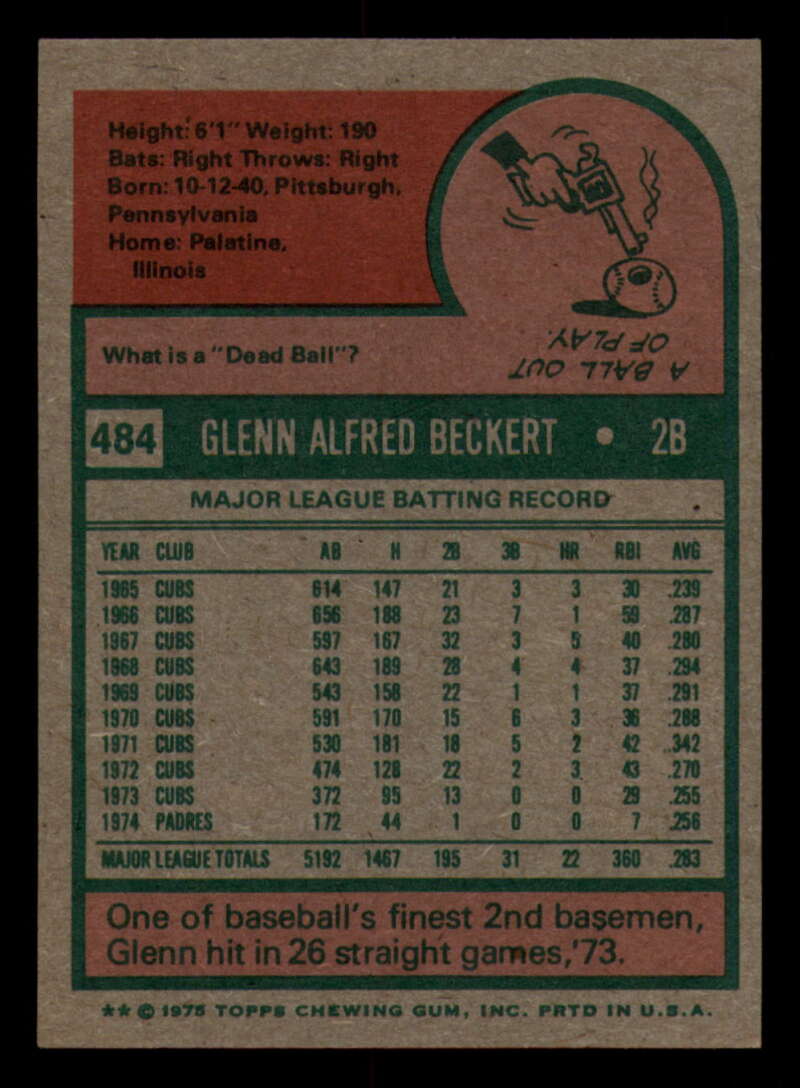 Height: 6'1" Weight: 190
Bats: Right Throws: Right
Born: 10-12-40, Pittsburgh,
Pennsylvania
Home: Palatine,
Illinois
What is a "Dead Ball"?
A BALL OUT
OF PLAY.
484 GLENN ALFRED BECKERT • 2B
MAJOR LEAGUE BATTING RECORD
YEAR CLUB AB H 2B 3B HR RBI AVG
1965 CUBS 614 147 21 3 3 30 .239
1966 CUBS 656 188 23 7 1 59 .287
1967 CUBS 597 167 32 3 5 40 .280
1968 CUBS 643 189 28 4 4 37 .294
1969 CUBS 543 158 22 1 1 37 .291
1970 CUBS 591 170 15 6 3 36 .288
1971 CUBS 530 181 18 5 2 42 .342
1972 CUBS 474 128 22 2 3 43 .270
1973 CUBS 372 95 13 0 0 29 .255
1974 PADRES 172 44 1 0 0 7 .256
MAJOR LEAGUE TOTALS 5192 1467 195 31 22 360 .283
One of baseball's finest 2nd basemen,
Glenn hit in 26 straight games,'73.
** © 1975 TOPPS CHEWING GUM, INC. PRTD IN U.S.A.